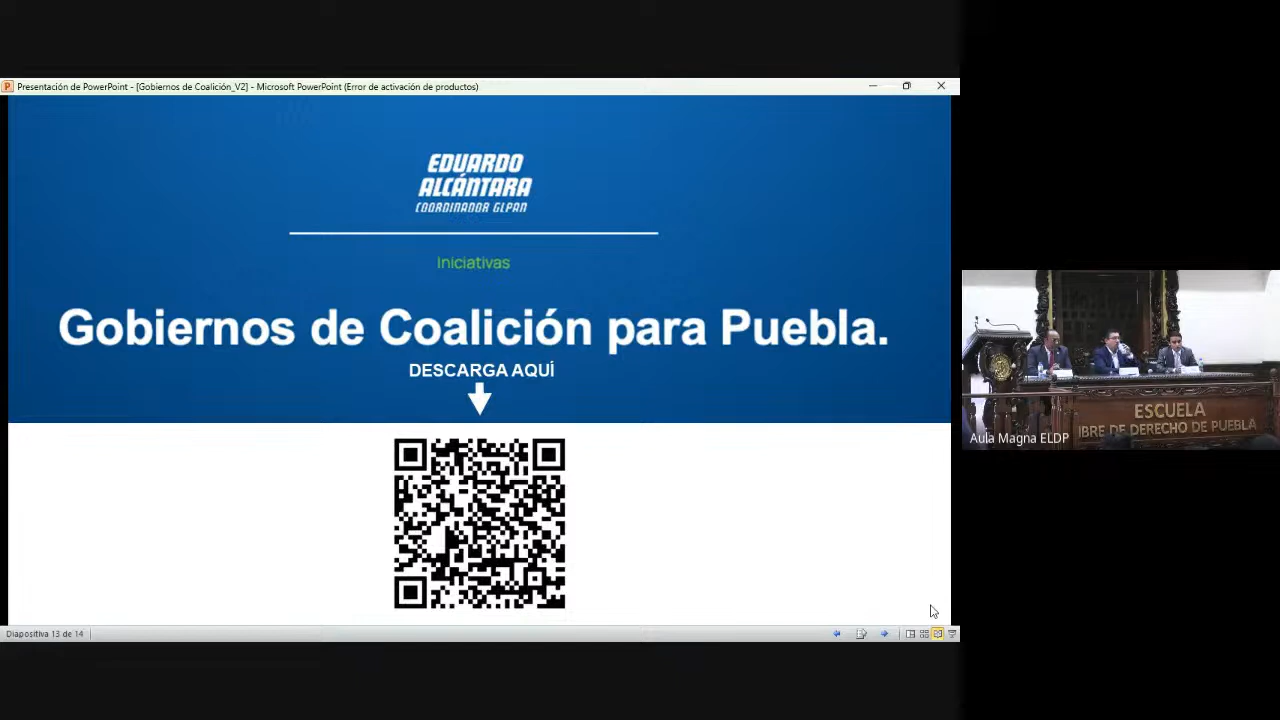 Presentación de PowerPoint - [Gobiernos de Coalición_V2] - Microsoft PowerPoint (Error de activación de productos)
EDUARDO
ALCÁNTARA
COORDINADOR GLPAN
Iniciativas
Gobiernos de Coalición para Puebla.
DESCARGA AQUÍ
Diapositiva 13 de 14
ESCUELA
IBRE DE DERECHO DE PUEBLA
Aula Magna ELDP